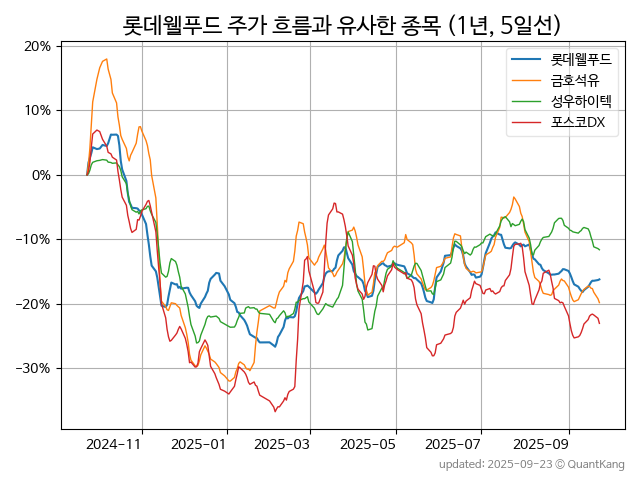 롯데웰푸드 주가 흐름과 유사한 종목 (1년, 5일선)
롯데웰푸드
금호석유
성우하이텍
포스코DX
20%
10%
0%
−10%
−20%
−30%
2024-11 2025-01 2025-03 2025-05 2025-07 2025-09
updated: 2025-09-23 © QuantKang